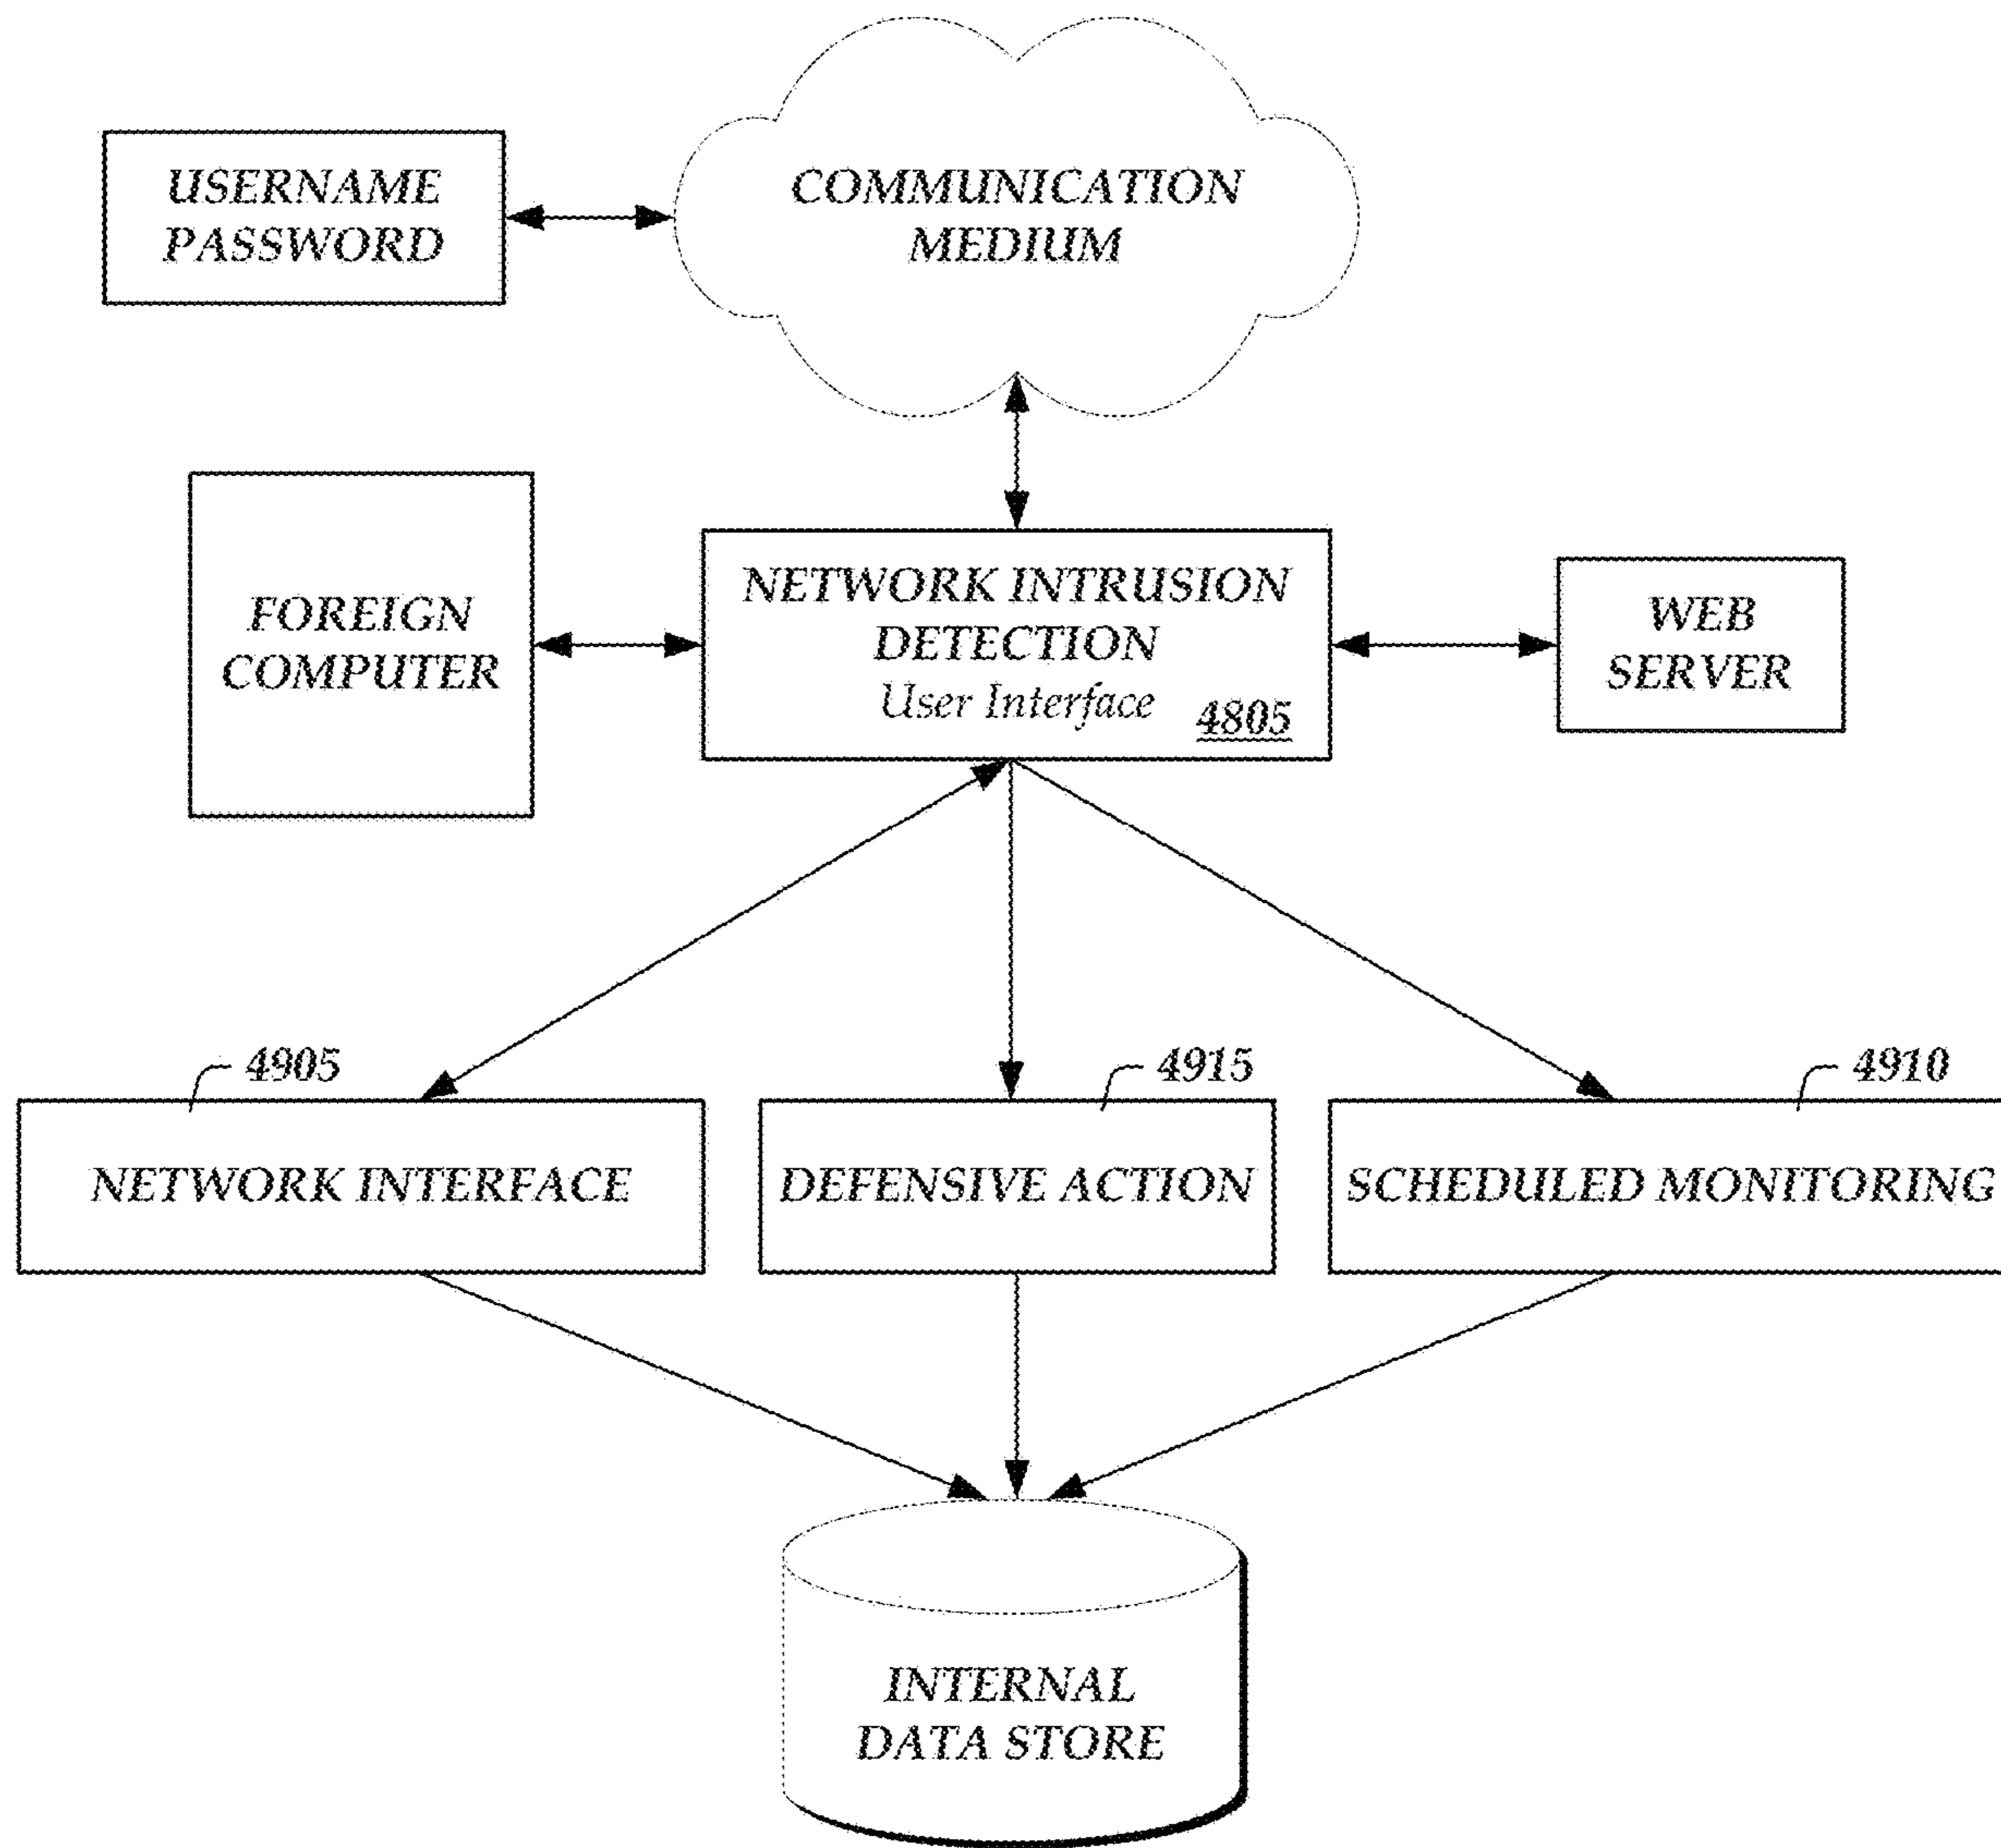 USERNAME
PASSWORD
COMMUNICATION
MEDIUM
FOREIGN
COMPUTER
NETWORK INTRUSION
DETECTION
User Interface
4805
WEB
SERVER
4905
4915
4910
NETWORK INTERFACE
DEFENSIVE ACTION
SCHEDULED MONITORING
INTERNAL
DATA STORE